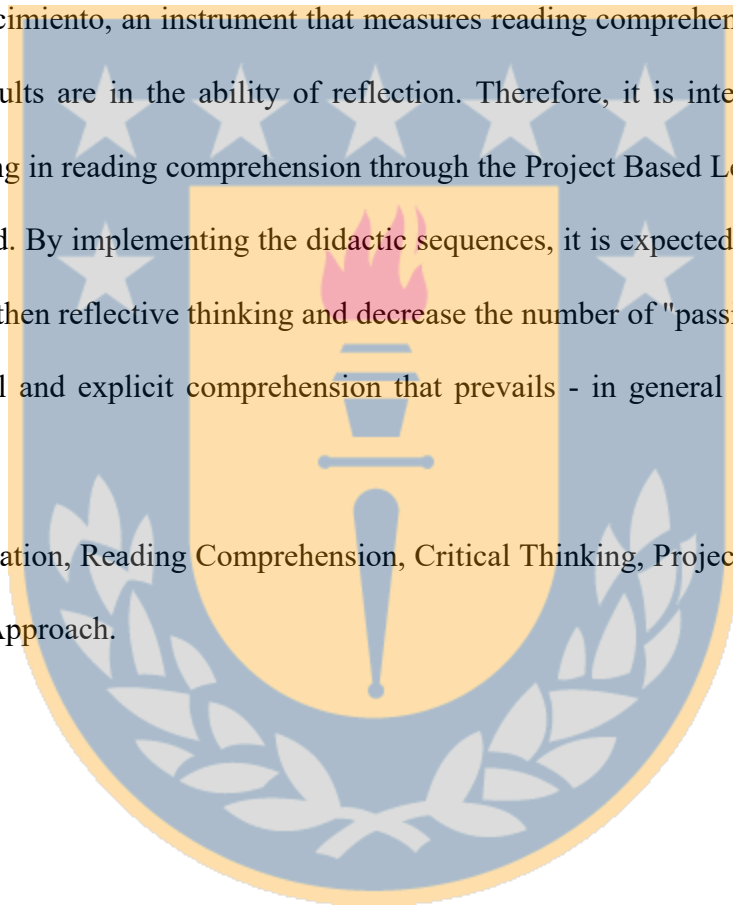 cimiento, an instrument that measures reading comprehen
ults are in the ability of reflection. Therefore, it is inte
g in reading comprehension through the Project Based L
d. By implementing the didactic sequences, it is expected
then reflective thinking and decrease the number of "passi
l and explicit comprehension that prevails - in general
ation, Reading Comprehension, Critical Thinking, Projec
Approach.